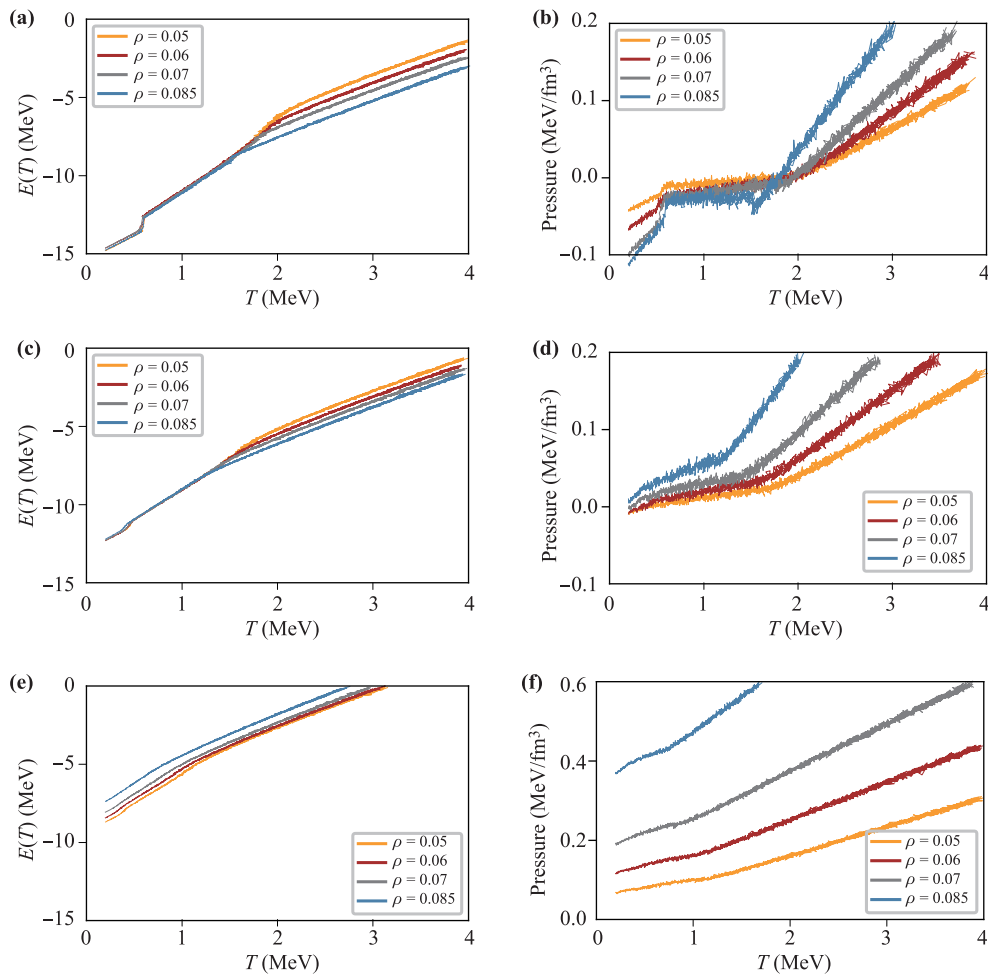 (a)
0
−5
−10
−15
E(T) (MeV)
ρ = 0.05
ρ = 0.06
ρ = 0.07
ρ = 0.085
0 1 2 3 4
T (MeV)
(b)
0.2
0.1
0.0
−0.1
Pressure (MeV/fm³)
ρ = 0.05
ρ = 0.06
ρ = 0.07
ρ = 0.085
0 1 2 3 4
T (MeV)
(c)
0
−5
−10
−15
E(T) (MeV)
ρ = 0.05
ρ = 0.06
ρ = 0.07
ρ = 0.085
0 1 2 3 4
T (MeV)
(d)
0.2
0.1
0.0
−0.1
Pressure (MeV/fm³)
ρ = 0.05
ρ = 0.06
ρ = 0.07
ρ = 0.085
0 1 2 3 4
T (MeV)
(e)
0
−5
−10
−15
E(T) (MeV)
ρ = 0.05
ρ = 0.06
ρ = 0.07
ρ = 0.085
0 1 2 3 4
T (MeV)
(f)
0.6
0.4
0.2
0.0
Pressure (MeV/fm³)
ρ = 0.05
ρ = 0.06
ρ = 0.07
ρ = 0.085
0 1 2 3 4
T (MeV)